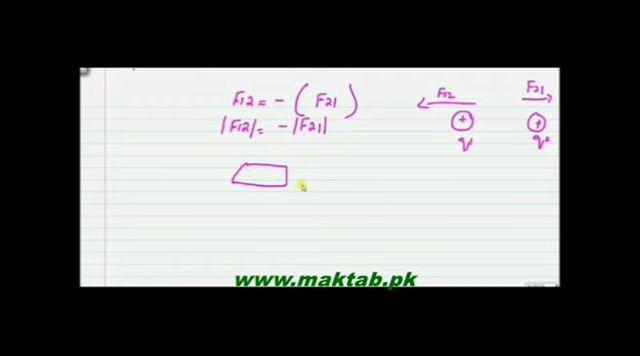 F12 = - ( F21 )
|F12| = - |F21|
F12
F21
+
+
q1
q2
www.maktab.pk